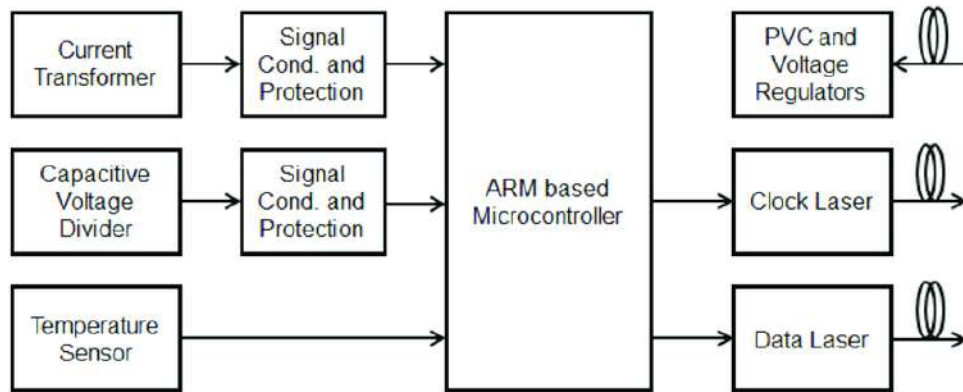 Current
Transformer
Signal
Cond. and
Protection
PVC and
Voltage
Regulators
Capacitive
Voltage
Divider
Signal
Cond. and
Protection
ARM based
Microcontroller
Clock Laser
Temperature
Sensor
Data Laser